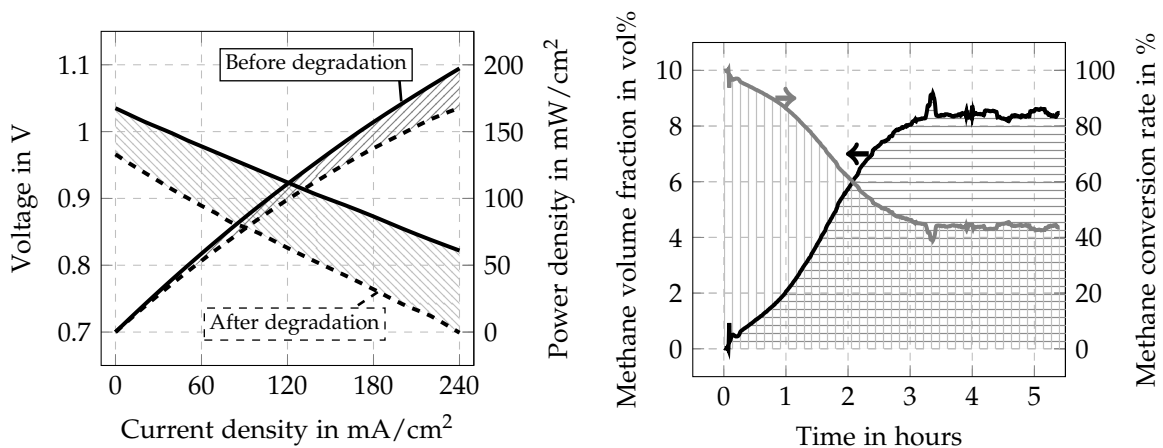 Voltage in V
1.1
1
0.9
0.8
0.7
Before degradation
After degradation
200
150
100
50
0
Power density in mW/cm²
0 60 120 180 240
Current density in mA/cm²
Methane volume fraction in vol%
10
8
6
4
2
0
100
80
60
40
20
0
Methane conversion rate in %
0 1 2 3 4 5
Time in hours